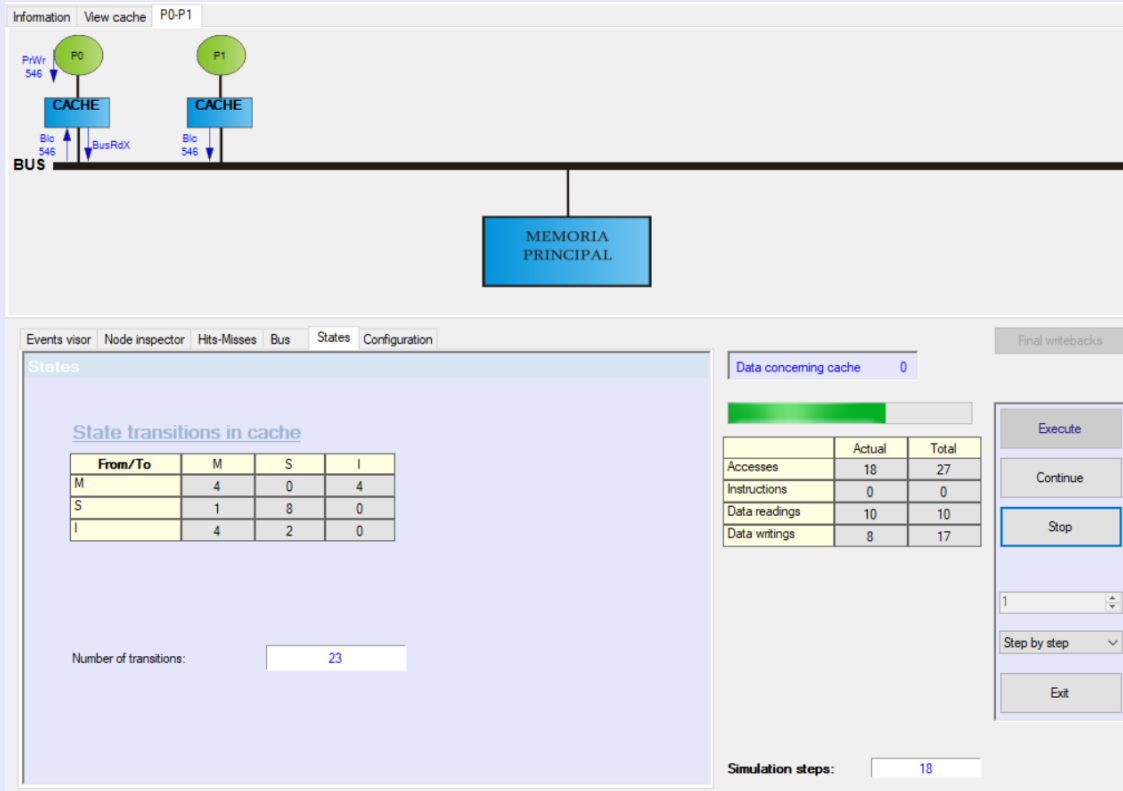 Information View cache P0-P1
P0 P1
PrWr
546
CACHE CACHE
Blc
546
BusRdX
Blc
546
BUS
MEMORIA
PRINCIPAL
Events visor Node inspector Hits-Misses Bus States Configuration
States
State transitions in cache
From/To M S I
M 4 0 4
S 1 8 0
I 4 2 0
Number of transitions: 23
Data concerning cache 0
Actual Total
Accesses 18 27
Instructions 0 0
Data readings 10 10
Data writings 8 17
Simulation steps: 18
Final writebacks
Execute
Continue
Stop
1
Step by step
Exit